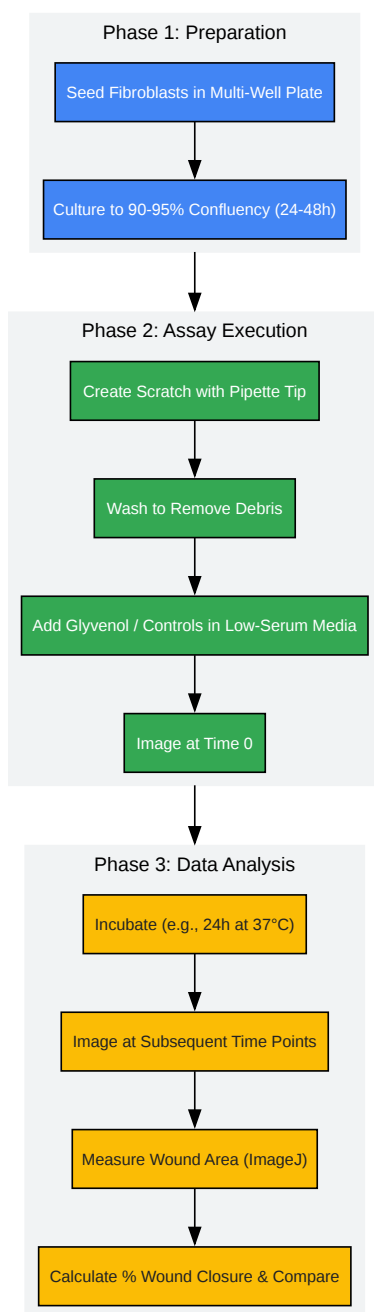 Phase 1: Preparation
Seed Fibroblasts in Multi-Well Plate
Culture to 90-95% Confluency (24-48h)
Phase 2: Assay Execution
Create Scratch with Pipette Tip
Wash to Remove Debris
Add Glyvenol / Controls in Low-Serum Media
Image at Time 0
Phase 3: Data Analysis
Incubate (e.g., 24h at 37°C)
Image at Subsequent Time Points
Measure Wound Area (ImageJ)
Calculate % Wound Closure & Compare